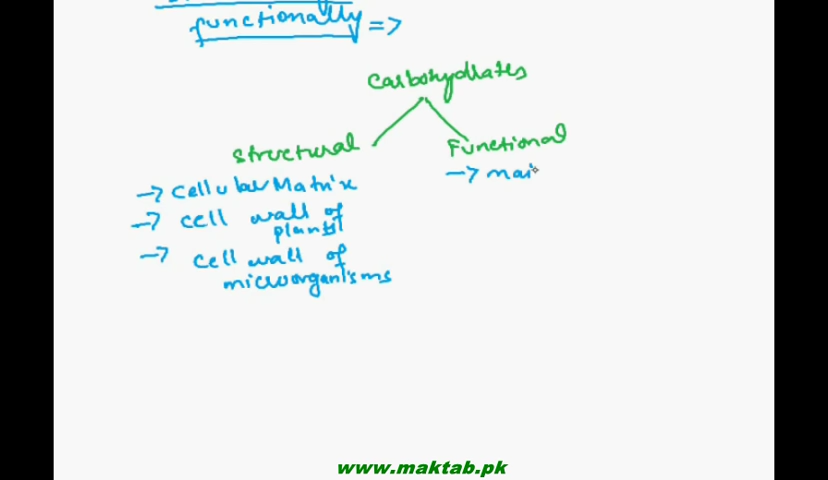 functionally =>
Carbohydrates
Structural
Functional
-> Cellular Matrix
-> mai
-> cell wall of
plants
-> cell wall of
microorganisms
www.maktab.pk